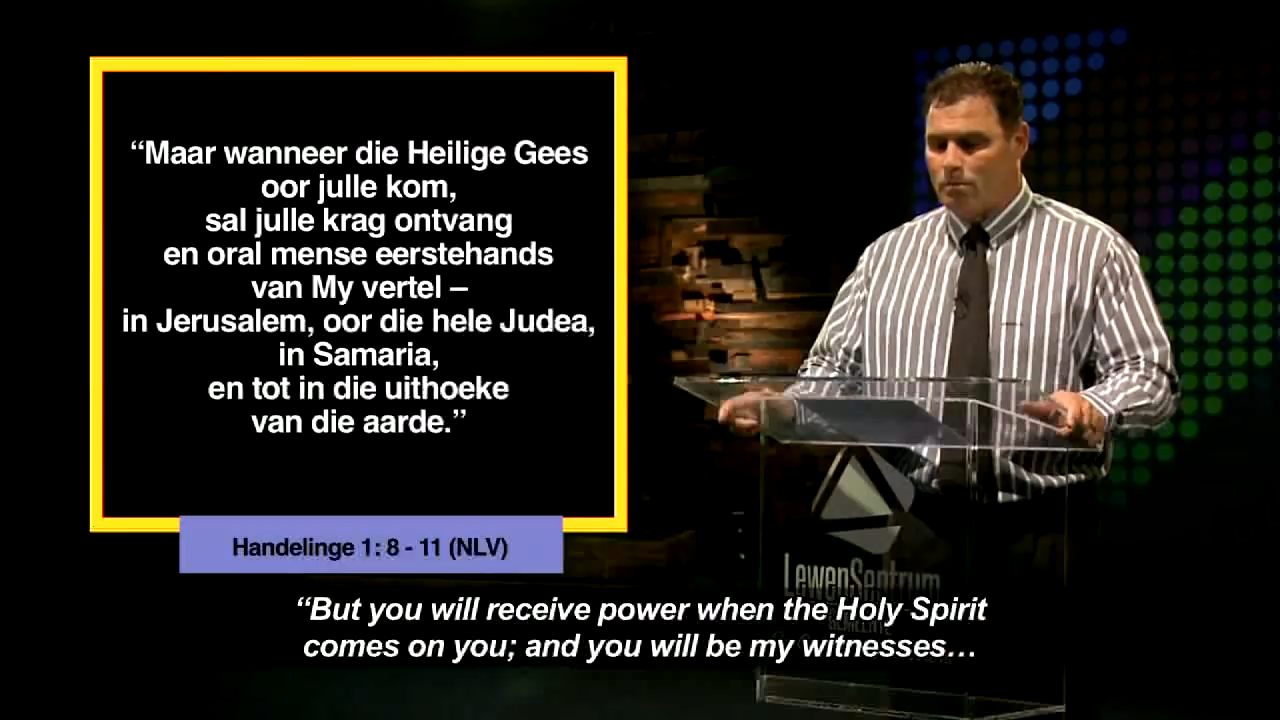 “Maar wanneer die Heilige Gees
oor julle kom,
sal julle krag ontvang
en oral mense eerstehands
van My vertel –
in Jerusalem, oor die hele Judea,
in Samaria,
en tot in die uithoeke
van die aarde.”
Handelinge 1: 8 - 11 (NLV)
LewenSentrum
“But you will receive power when the Holy Spirit
comes on you; and you will be my witnesses…